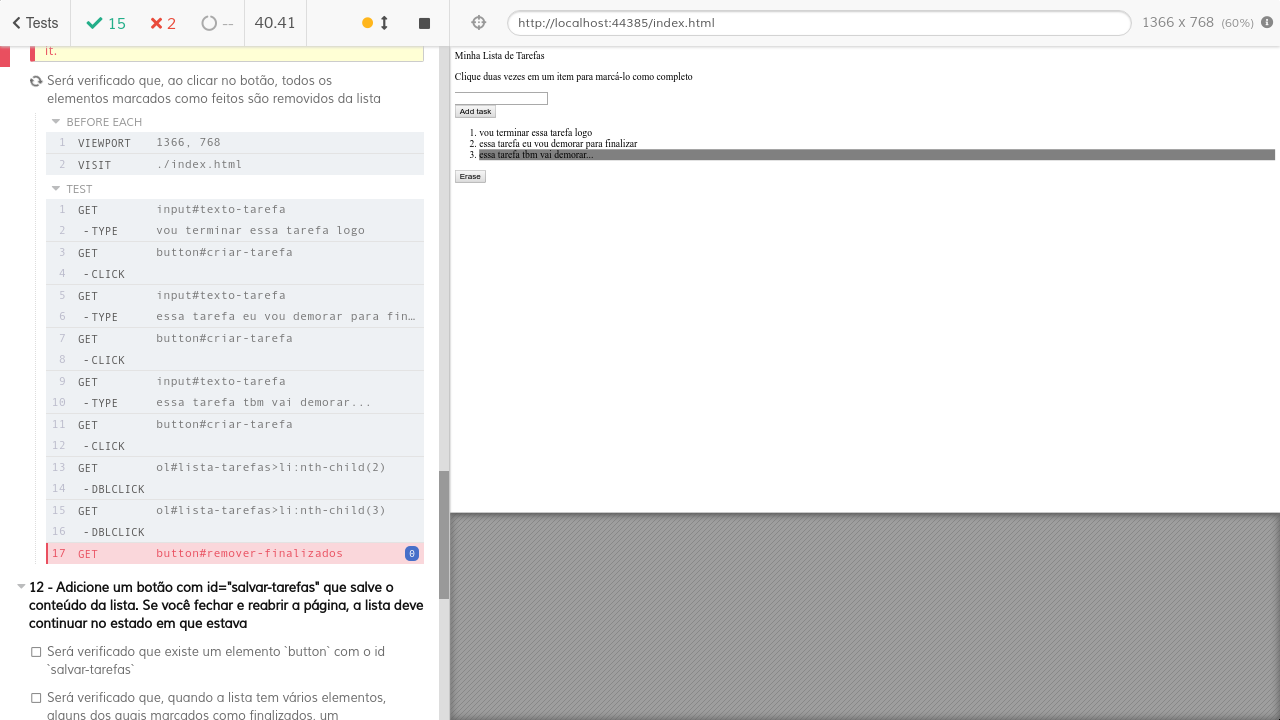 Tests 15 2 -- 40.41
http://localhost:44385/index.html 1366 x 768 (60%)
it.
Será verificado que, ao clicar no botão, todos os
elementos marcados como feitos são removidos da lista
BEFORE EACH
1 VIEWPORT 1366, 768
2 VISIT ./index.html
TEST
1 GET input#texto-tarefa
2 -TYPE vou terminar essa tarefa logo
3 GET button#criar-tarefa
4 -CLICK
5 GET input#texto-tarefa
6 -TYPE essa tarefa eu vou demorar para fin…
7 GET button#criar-tarefa
8 -CLICK
9 GET input#texto-tarefa
10 -TYPE essa tarefa tbm vai demorar...
11 GET button#criar-tarefa
12 -CLICK
13 GET ol#lista-tarefas>li:nth-child(2)
14 -DBLCLICK
15 GET ol#lista-tarefas>li:nth-child(3)
16 -DBLCLICK
17 GET button#remover-finalizados 0
12 - Adicione um botão com id="salvar-tarefas" que salve o
conteúdo da lista. Se você fechar e reabrir a página, a lista deve
continuar no estado em que estava
Será verificado que existe um elemento `button` com o id
`salvar-tarefas`
Será verificado que, quando a lista tem vários elementos,
alguns dos quais marcados como finalizados, um
Minha Lista de Tarefas
Clique duas vezes em um item para marcá-lo como completo
Add task
1. vou terminar essa tarefa logo
2. essa tarefa eu vou demorar para finalizar
3. essa tarefa tbm vai demorar...
Erase